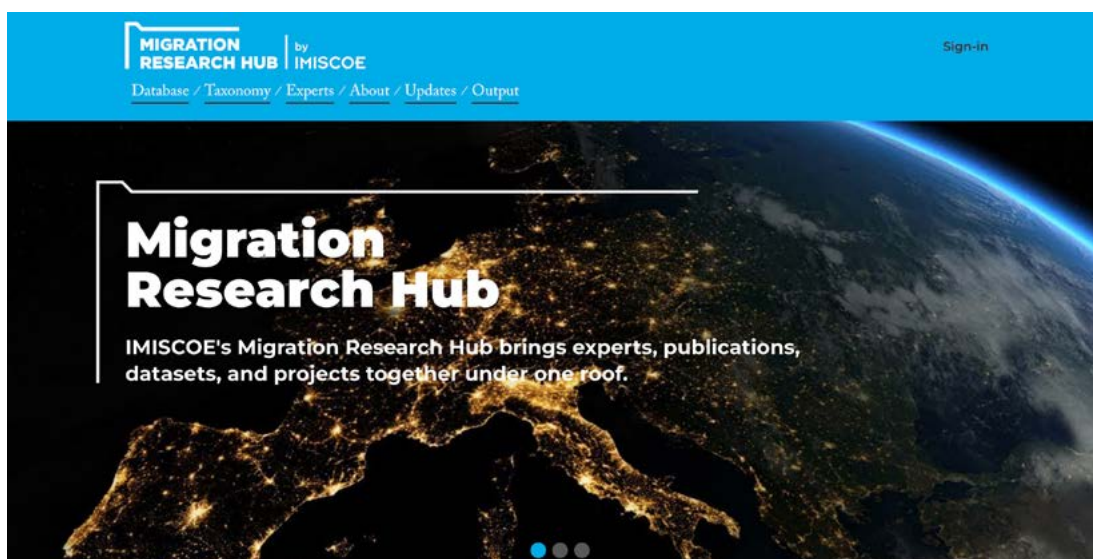 MIGRATION
RESEARCH HUB
by
IMISCOE
Sign-in
Database / Taxonomy / Experts / About / Updates / Output
Migration
Research Hub
IMISCOE's Migration Research Hub brings experts, publications,
datasets, and projects together under one roof.